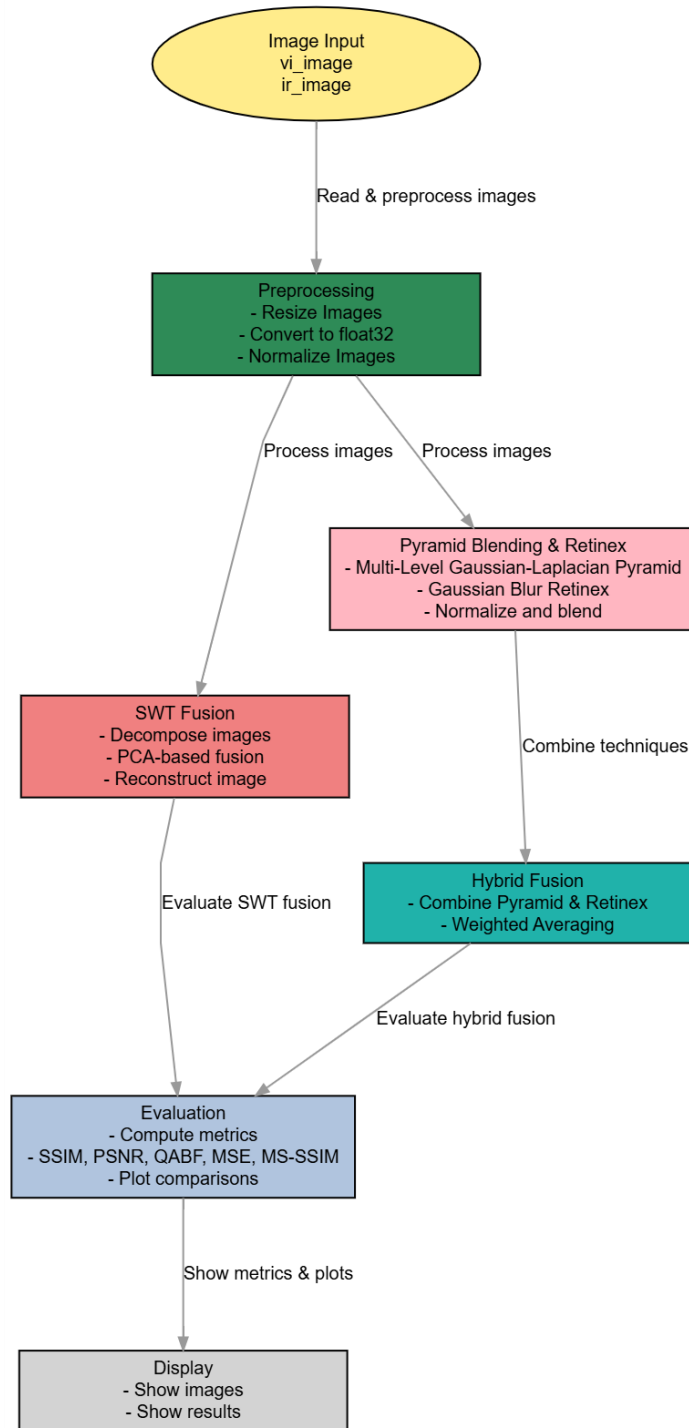 Image Input
vi_image
ir_image
Read & preprocess images
Preprocessing
- Resize Images
- Convert to float32
- Normalize Images
Process images
Process images
Pyramid Blending & Retinex
- Multi-Level Gaussian-Laplacian Pyramid
- Gaussian Blur Retinex
- Normalize and blend
SWT Fusion
- Decompose images
- PCA-based fusion
- Reconstruct image
Combine techniques
Evaluate SWT fusion
Hybrid Fusion
- Combine Pyramid & Retinex
- Weighted Averaging
Evaluate hybrid fusion
Evaluation
- Compute metrics
- SSIM, PSNR, QABF, MSE, MS-SSIM
- Plot comparisons
Show metrics & plots
Display
- Show images
- Show results